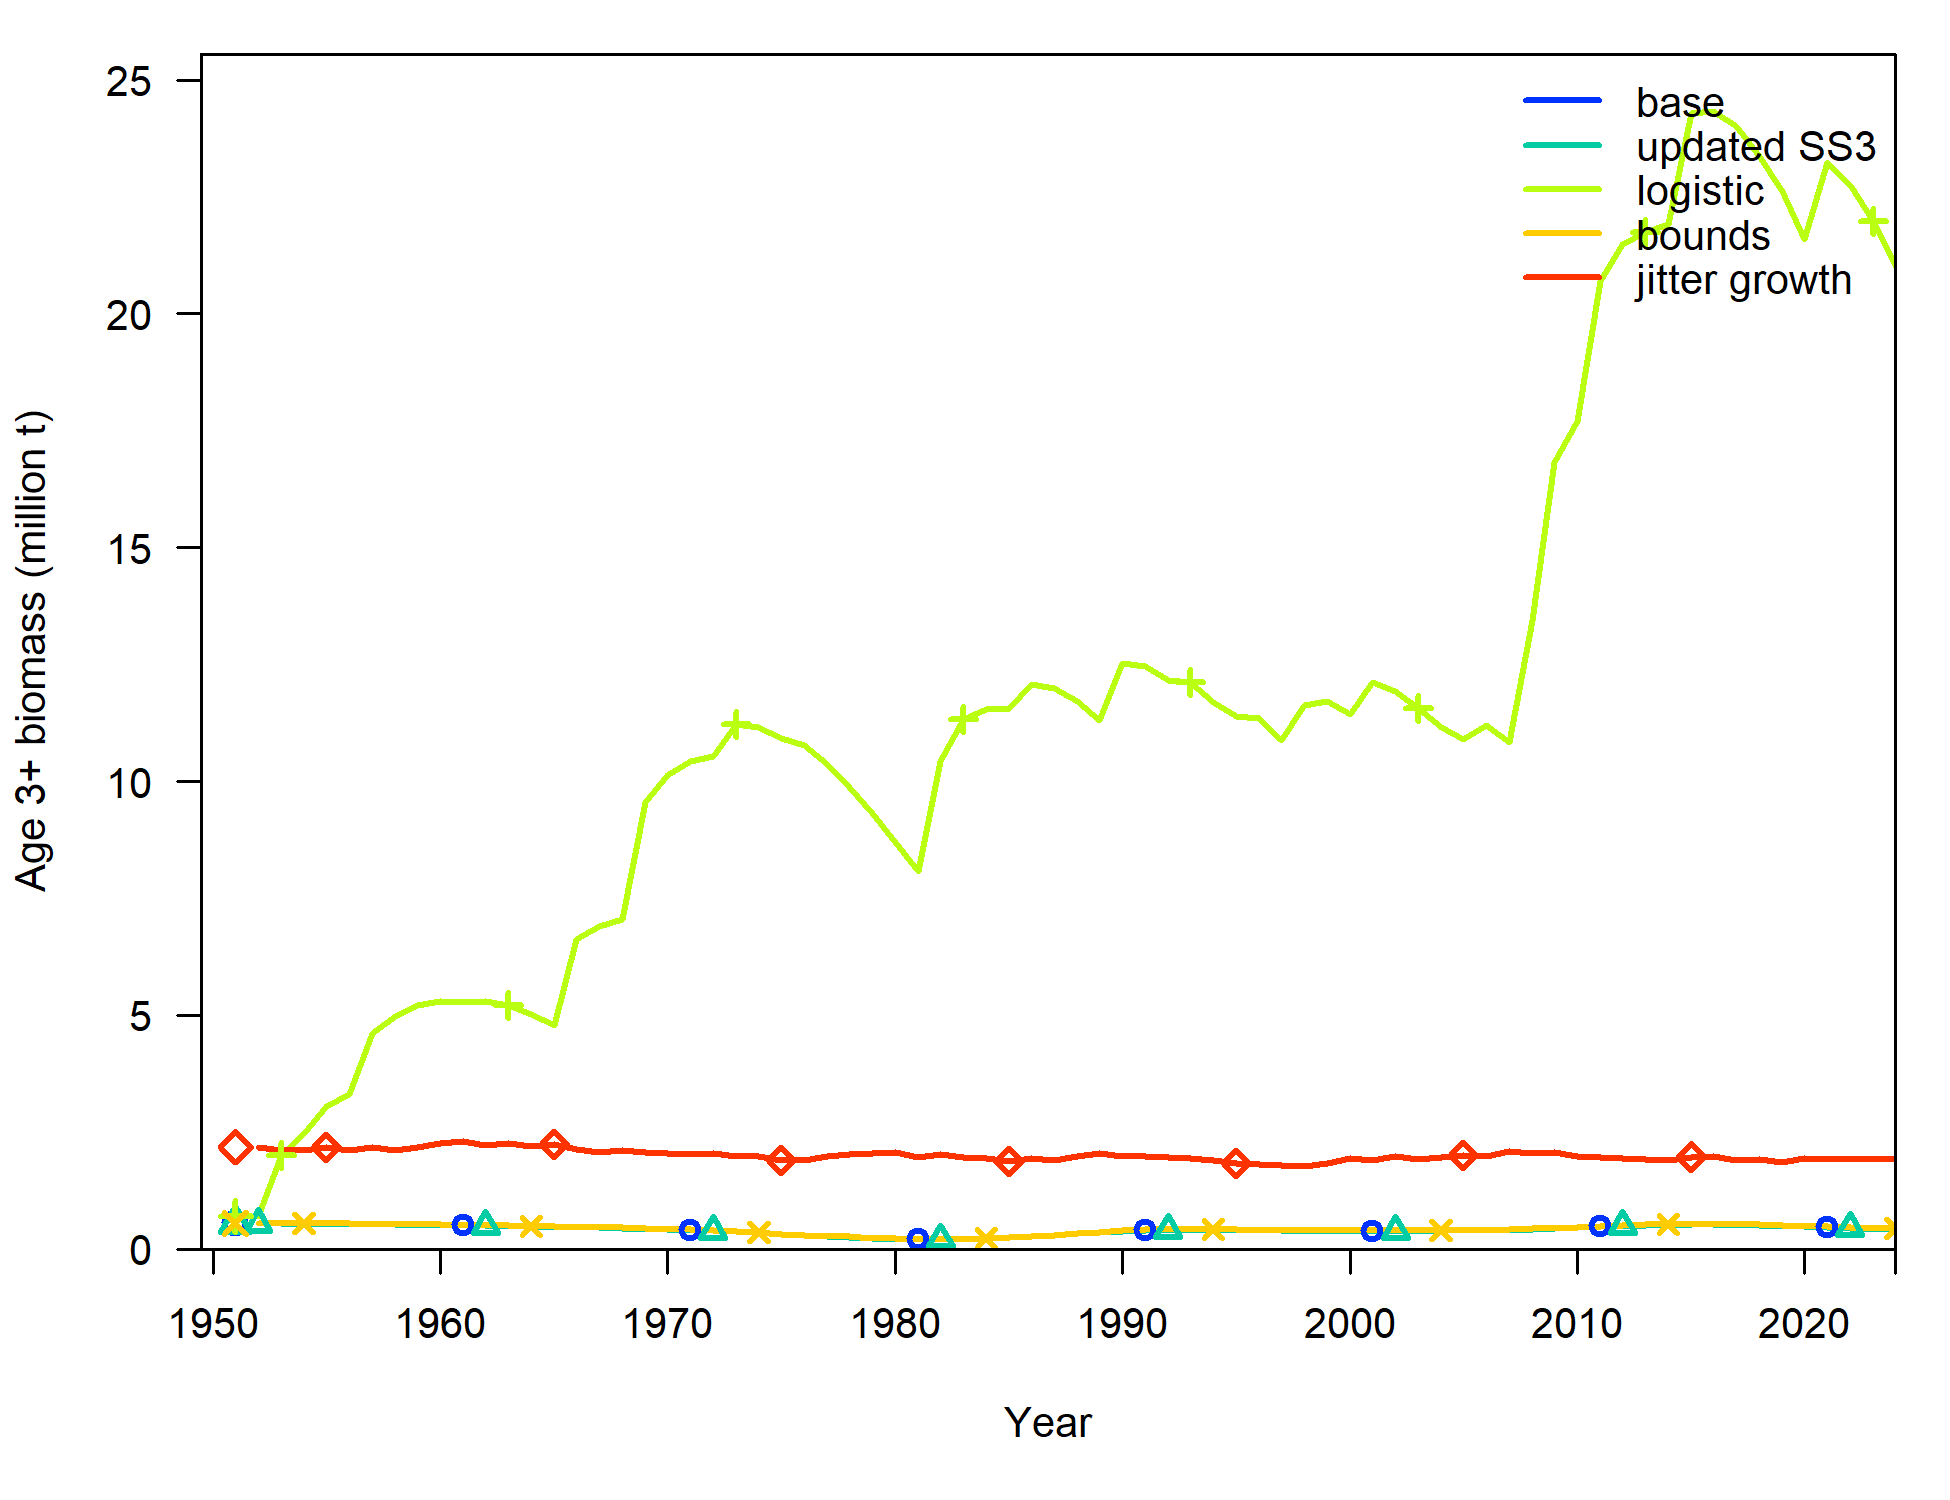 25
20
15
10
5
0
Age 3+ biomass (million t)
base
updated SS3
logistic
bounds
jitter growth
1950 1960 1970 1980 1990 2000 2010 2020
Year